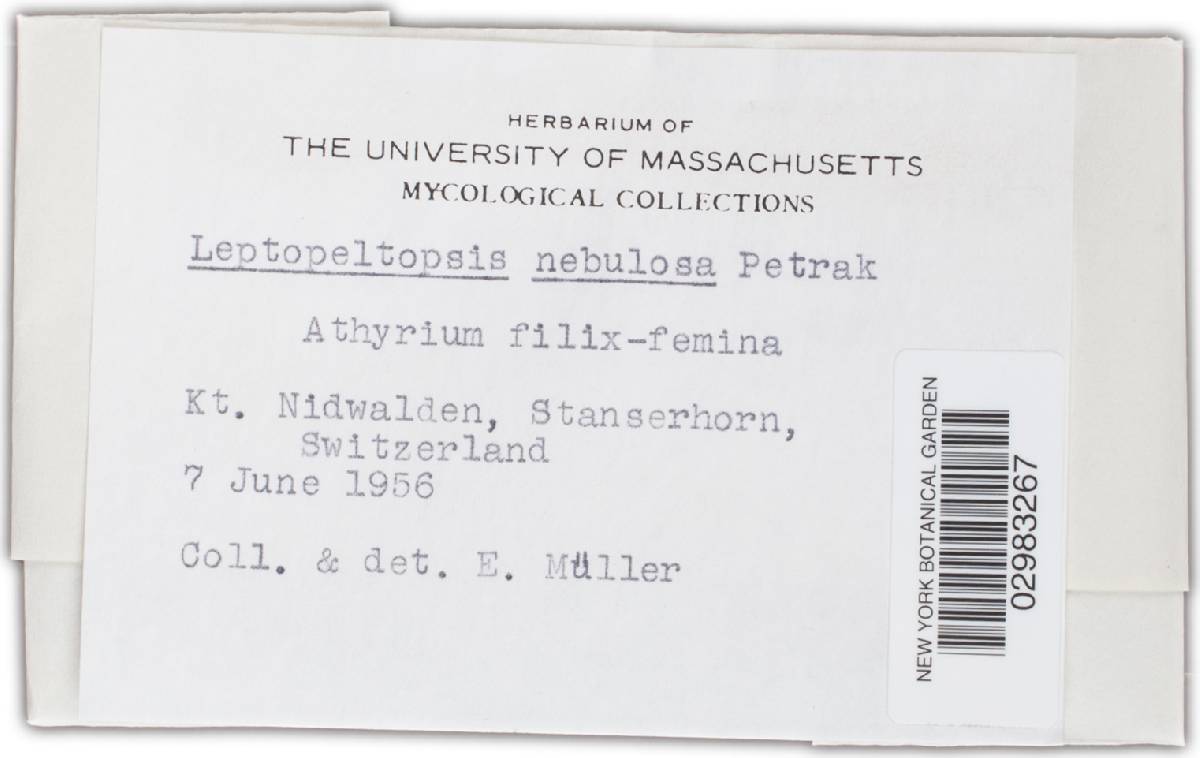 HERBARIUM OF
THE UNIVERSITY OF MASSACHUSETTS
MYCOLOGICAL COLLECTIONS
Leptopeltopsis nebulosa Petrak
Athyrium filix-femina
Kt. Nidwalden, Stanserhorn,
Switzerland
7 June 1956
Coll. & det. E. Müller
NEW YORK BOTANICAL GARDEN
02983267